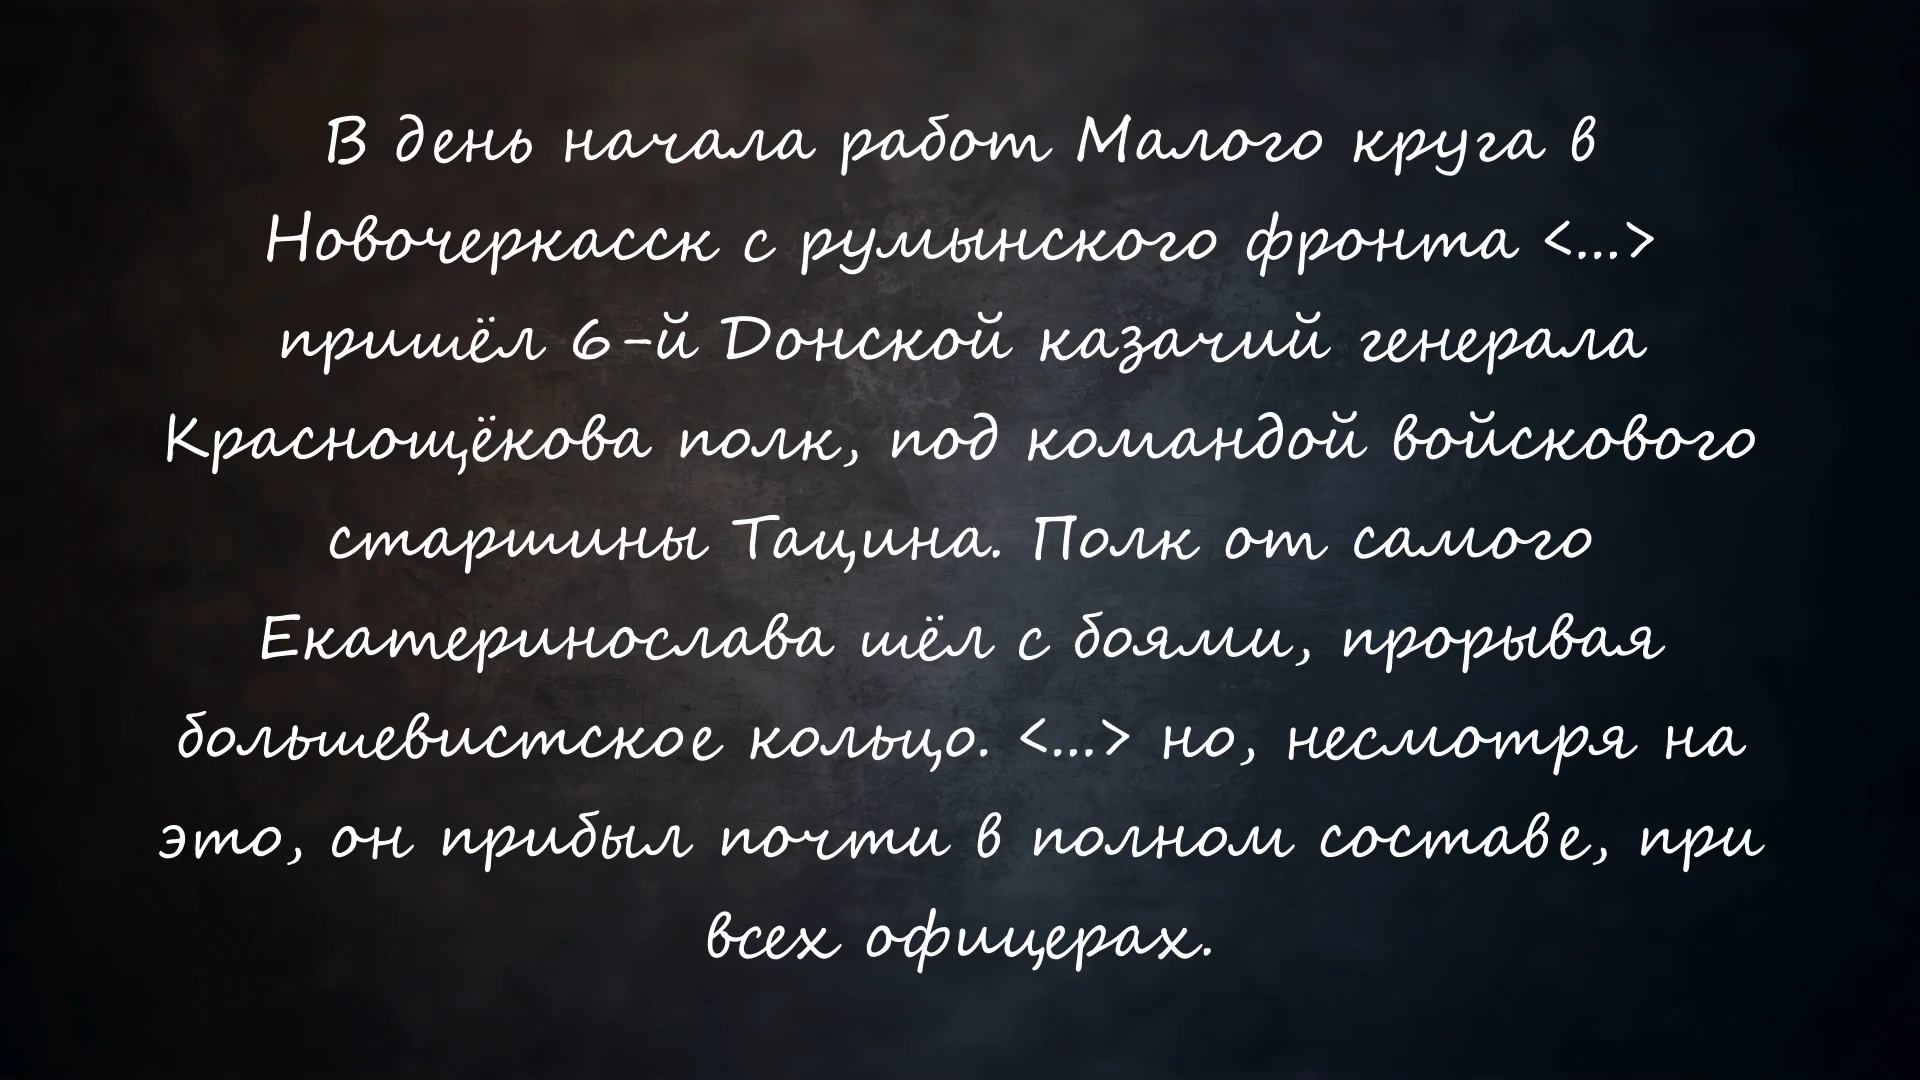 В день начала работ Малого круга в
Новочеркасск с румынского фронта <...>
пришёл 6-й Донской казачий генерала
Краснощёкова полк, под командой войскового
старшины Тацина. Полк от самого
Екатеринослава шёл с боями, прорывая
большевистское кольцо. <...> но, несмотря на
это, он прибыл почти в полном составе, при
всех офицерах.